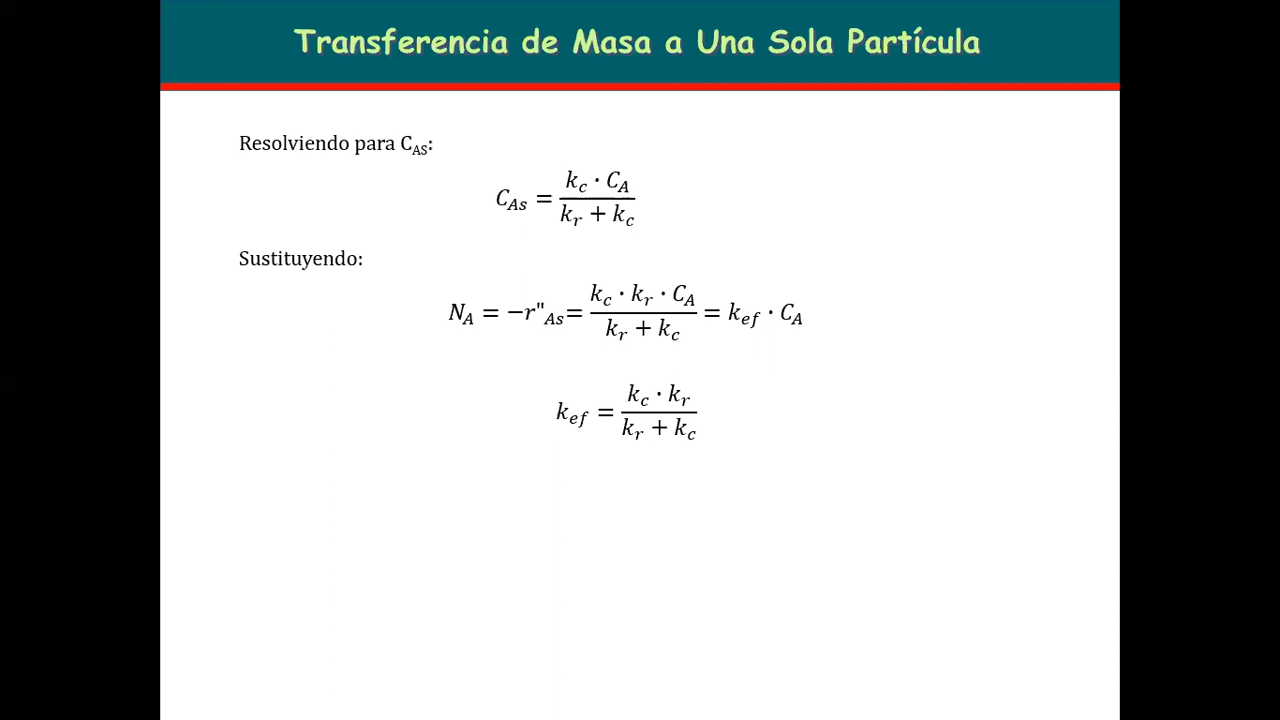 Transferencia de Masa a Una Sola Partícula
Resolviendo para C_AS:
C_As = (k_c · C_A) / (k_r + k_c)
Sustituyendo:
N_A = −r"_As = (k_c · k_r · C_A) / (k_r + k_c) = k_ef · C_A
k_ef = (k_c · k_r) / (k_r + k_c)